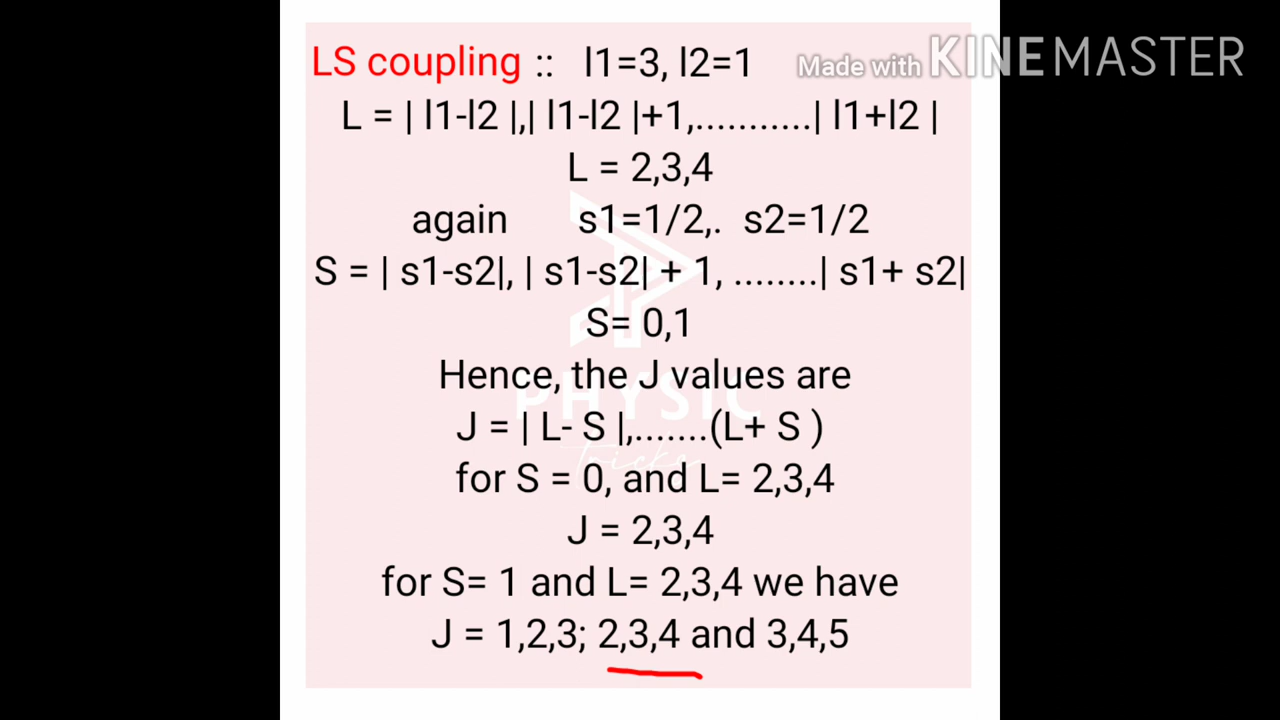 LS coupling :: l1=3, l2=1
Made with KINEMASTER
L = | l1-l2 |,| l1-l2 |+1,...........| l1+l2 |
L = 2,3,4
again s1=1/2,. s2=1/2
S = | s1-s2|, | s1-s2| + 1, ........| s1+ s2|
S= 0,1
Hence, the J values are
PHYSIC
J = | L- S |,.......(L+ S )
Tricks
for S = 0, and L= 2,3,4
J = 2,3,4
for S= 1 and L= 2,3,4 we have
J = 1,2,3; 2,3,4 and 3,4,5